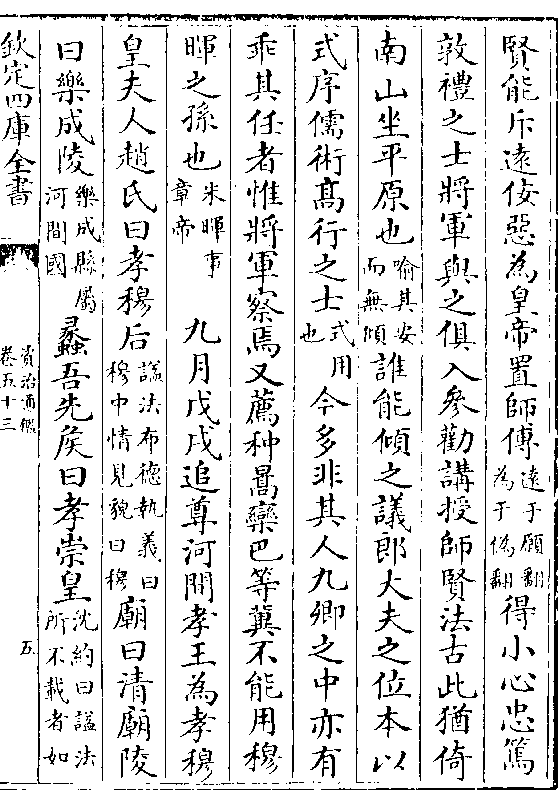 賢能斥遠佞惡為皇帝置師傅遠于願翻為于偽翻得小心忠篤
敦禮之士將軍與之俱入參勸講授師賢法古此猶倚
南山坐平原也喻其安而無傾誰能傾之議郎大夫之位本以
式序儒術高行之士式用也今多非其人九卿之中亦有
乖其任者惟將軍察焉又薦种暠欒巴等冀不能用穆
暉之孫也朱暉事章帝九月戊戌追尊河間孝王為孝穆
皇夫人趙氏曰孝穆后諡法布德執義曰穆中情見貌曰穆廟曰清廟陵
曰樂成陵樂成縣屬河間國蠡吾先矦曰孝崇皇沈約曰諡法所不載者如
欽定四庫全書
資治通鑑
卷五十三
五